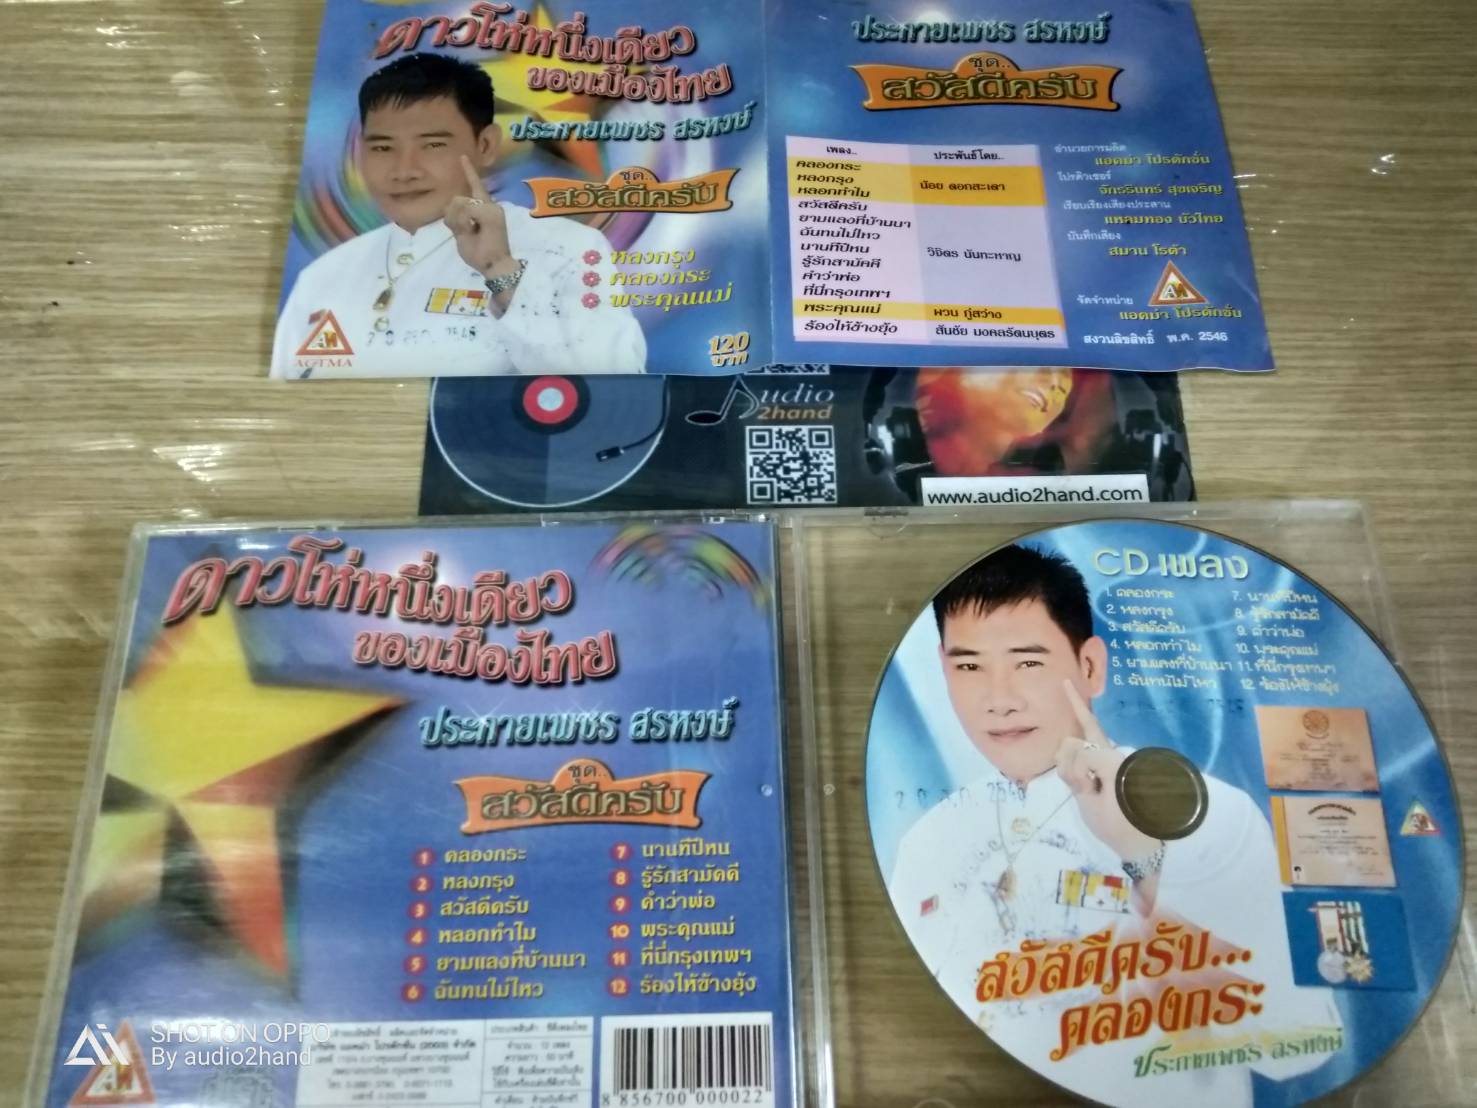 ดาวโห่หนึ่งเดียว
ของเมืองไทย
ประกายเพชร สรหงษ์
ชุด..
สวัสดีครับ
หลงกรุง
คลองกระ
พระคุณแม่
AGTMA
120
บาท
ประกายเพชร สรหงษ์
ชุด..
สวัสดีครับ
เพลง.. ประพันธ์โดย..
คลองกระ
หลงกรุง น้อย ดอกสะเดา
หลอกทำไม
สวัสดีครับ
ยามแลงที่บ้านนา
ฉันทนไม่ไหว
นานทีปีหน วิจิตร นันทะหาญ
รู้รักสามัคคี
คำว่าพ่อ
ที่นี่กรุงเทพฯ
พระคุณแม่ ผวน ภู่สว่าง
ร้องไห้ข้างยุ้ง สันชัย มงคลรัตนบุตร
อำนวยการผลิต
แอดม่า โปรดักชั่น
โปรดิวเซอร์
จักรรินทร์ สุขเจริญ
เรียบเรียงเสียงประสาน
แหลมทอง บัวไทย
บันทึกเสียง
สมาน โรด้า
จัดจำหน่าย
แอดม่า โปรดักชั่น
สงวนลิขสิทธิ์ พ.ค. 2546
Audio
2hand
www.audio2hand.com
ดาวโห่หนึ่งเดียว
ของเมืองไทย
ประกายเพชร สรหงษ์
ชุด..
สวัสดีครับ
1 คลองกระ
2 หลงกรุง
3 สวัสดีครับ
4 หลอกทำไม
5 ยามแลงที่บ้านนา
6 ฉันทนไม่ไหว
7 นานทีปีหน
8 รู้รักสามัคคี
9 คำว่าพ่อ
10 พระคุณแม่
11 ที่นี่กรุงเทพฯ
12 ร้องไห้ข้างยุ้ง
8 856700 000022
CD เพลง
1. คลองกระ
2. หลงกรุง
3. สวัสดีครับ
4. หลอกทำไม
5. ยามแลงที่บ้านนา
6. ฉันทนไม่ไหว
7. นานทีปีหน
8. รู้รักสามัคคี
9. คำว่าพ่อ
10. พระคุณแม่
11. ที่นี่กรุงเทพฯ
12. ร้องไห้ข้างยุ้ง
สวัสดีครับ...
คลองกระ
ประกายเพชร สรหงษ์
SHOT ON OPPO
By audio2hand